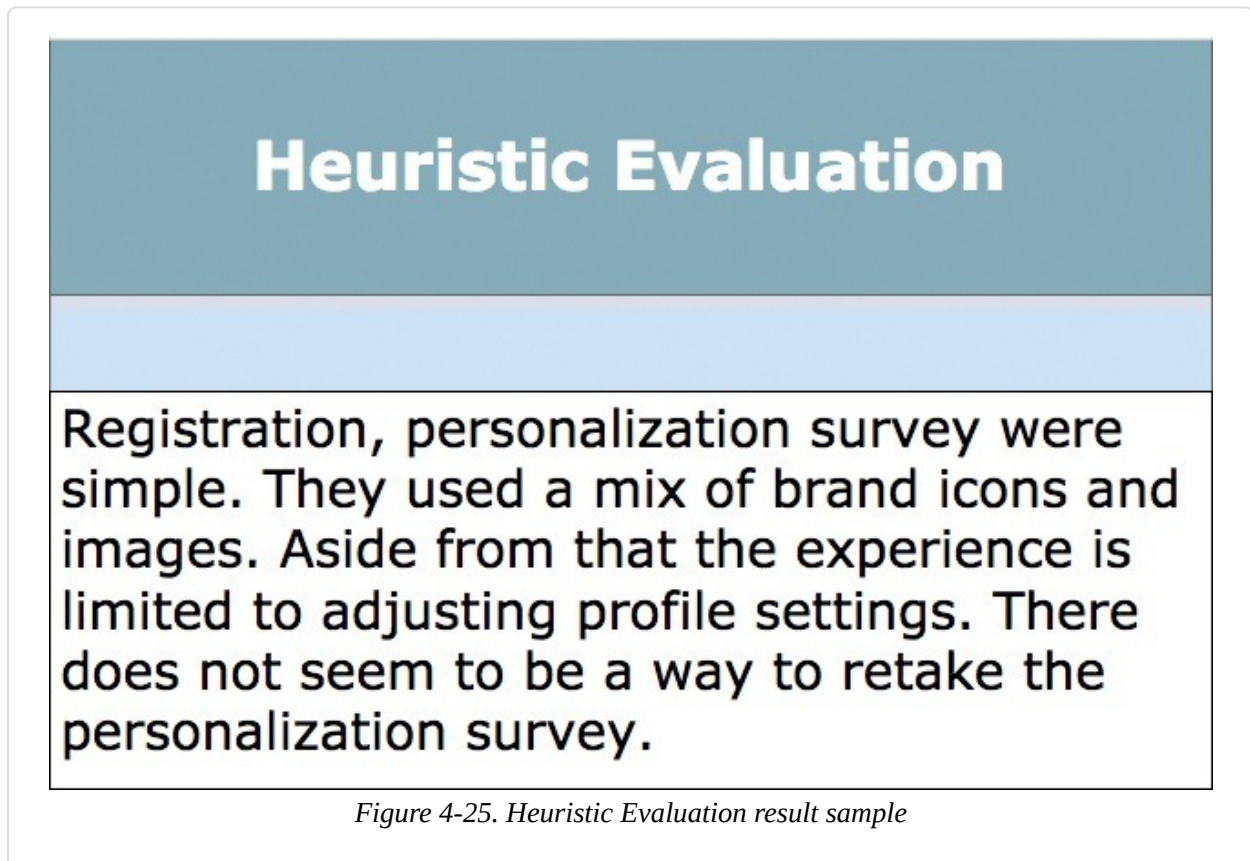 Heuristic Evaluation
Registration, personalization survey were
simple. They used a mix of brand icons and
images. Aside from that the experience is
limited to adjusting profile settings. There
does not seem to be a way to retake the
personalization survey.
Figure 4-25. Heuristic Evaluation result sample